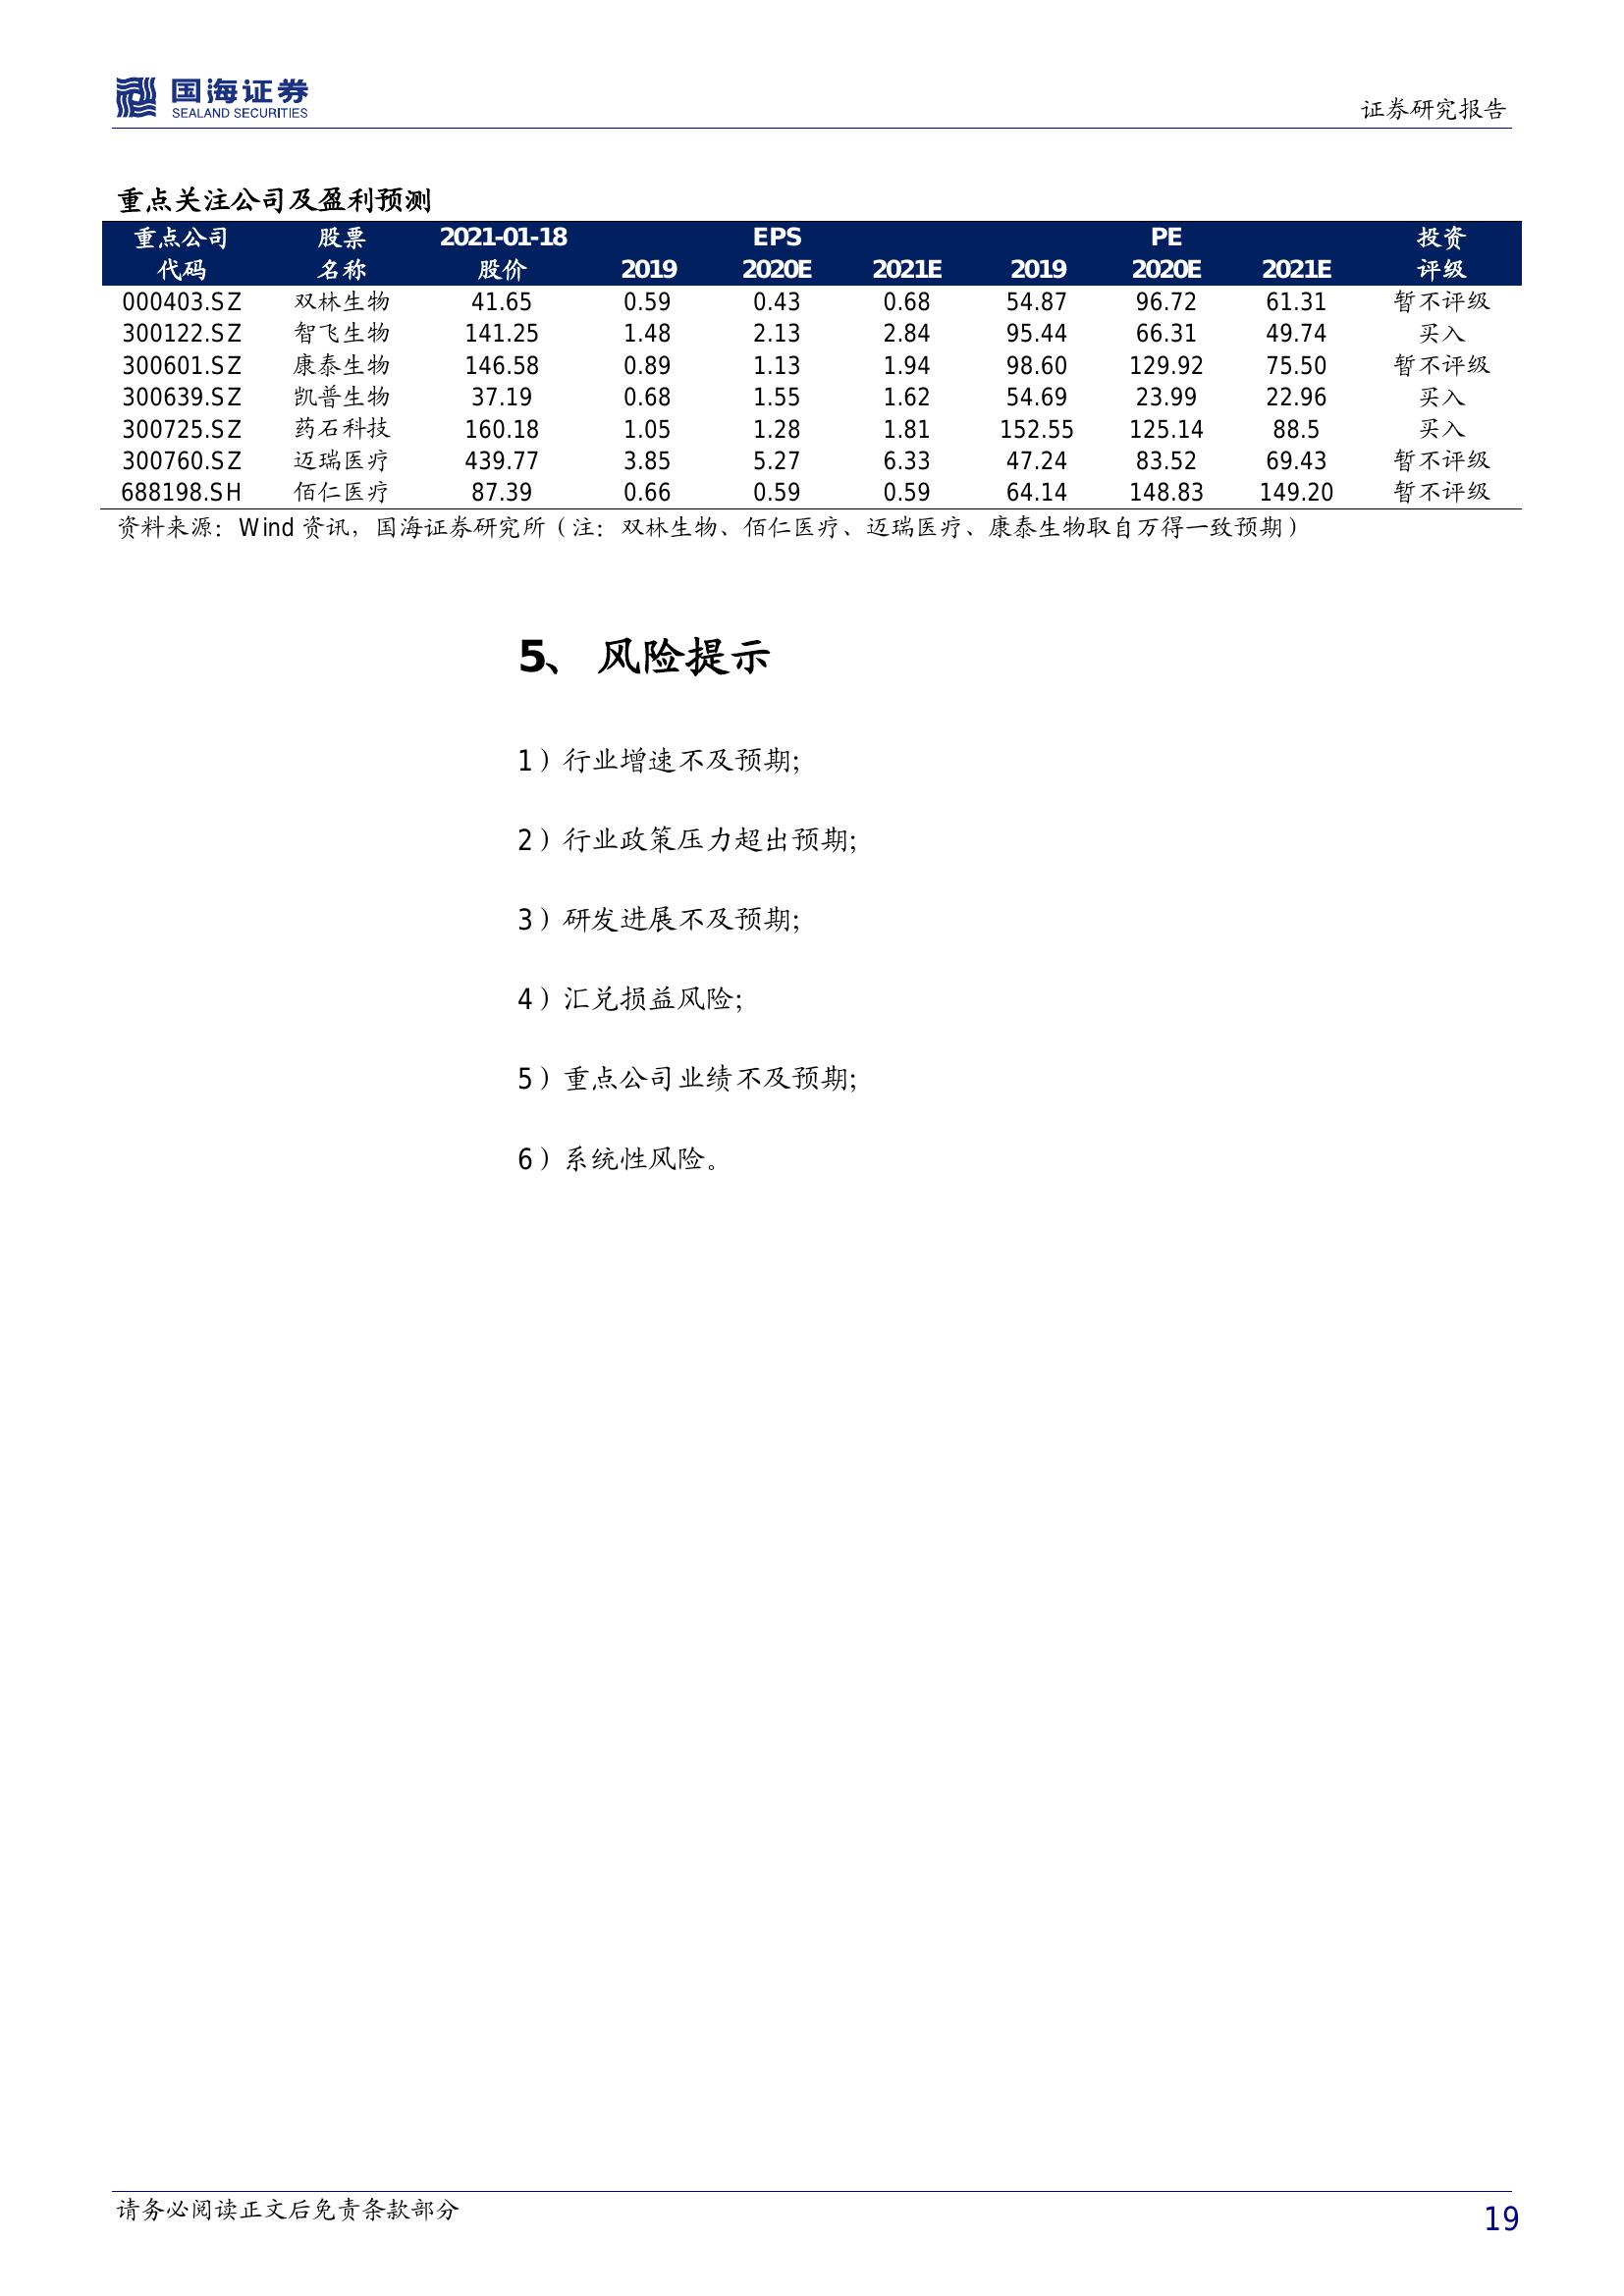 国海证券
SEALAND SECURITIES
证券研究报告
重点关注公司及盈利预测
重点公司 股票 2021-01-18 EPS PE 投资
代码 名称 股价 2019 2020E 2021E 2019 2020E 2021E 评级
000403.SZ 双林生物 41.65 0.59 0.43 0.68 54.87 96.72 61.31 暂不评级
300122.SZ 智飞生物 141.25 1.48 2.13 2.84 95.44 66.31 49.74 买入
300601.SZ 康泰生物 146.58 0.89 1.13 1.94 98.60 129.92 75.50 暂不评级
300639.SZ 凯普生物 37.19 0.68 1.55 1.62 54.69 23.99 22.96 买入
300725.SZ 药石科技 160.18 1.05 1.28 1.81 152.55 125.14 88.5 买入
300760.SZ 迈瑞医疗 439.77 3.85 5.27 6.33 47.24 83.52 69.43 暂不评级
688198.SH 佰仁医疗 87.39 0.66 0.59 0.59 64.14 148.83 149.20 暂不评级
资料来源：Wind 资讯，国海证券研究所（注：双林生物、佰仁医疗、迈瑞医疗、康泰生物取自万得一致预期）
5、 风险提示
1）行业增速不及预期；
2）行业政策压力超出预期；
3）研发进展不及预期；
4）汇兑损益风险；
5）重点公司业绩不及预期；
6）系统性风险。
请务必阅读正文后免责条款部分
19